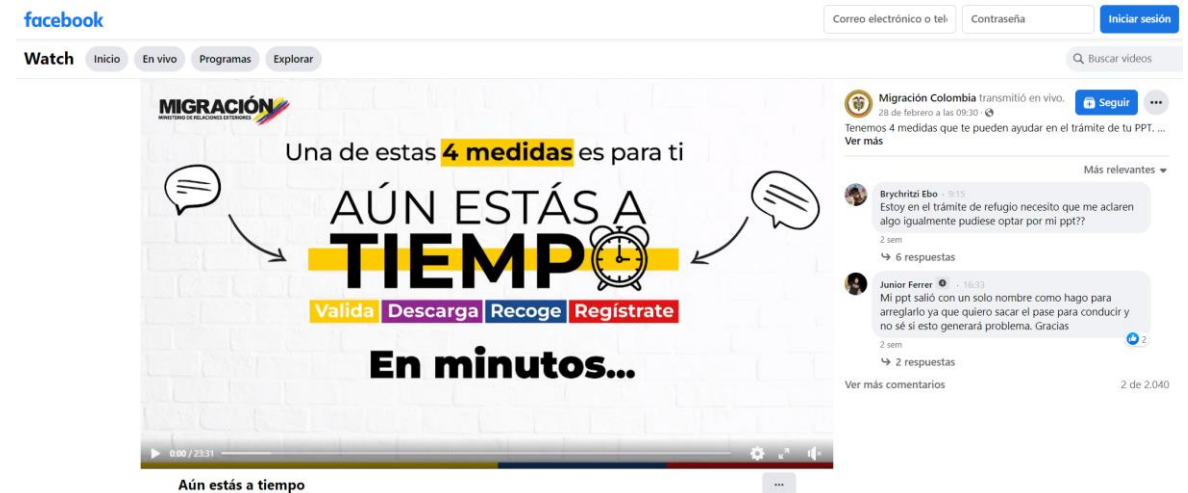 facebook
Correo electrónico o telé
Contraseña
Iniciar sesión
Watch
Inicio
En vivo
Programas
Explorar
Buscar videos
MIGRACIÓN
MINISTERIO DE RELACIONES EXTERIORES
Una de estas 4 medidas es para ti
AÚN ESTÁS A
TIEMPO
Valida Descarga Recoge Regístrate
En minutos...
0:00 / 23:31
Aún estás a tiempo
Migración Colombia transmitió en vivo.
28 de febrero a las 09:30 ·
Seguir
Tenemos 4 medidas que te pueden ayudar en el trámite de tu PPT. ...
Ver más
Más relevantes
Brychritzi Ebo · 9:15
Estoy en el trámite de refugio necesito que me aclaren
algo igualmente pudiese optar por mi ppt??
2 sem
6 respuestas
Junior Ferrer · 16:33
Mi ppt salió con un solo nombre como hago para
arreglarlo ya que quiero sacar el pase para conducir y
no sé si esto generará problema. Gracias
2
2 sem
2 respuestas
Ver más comentarios
2 de 2.040